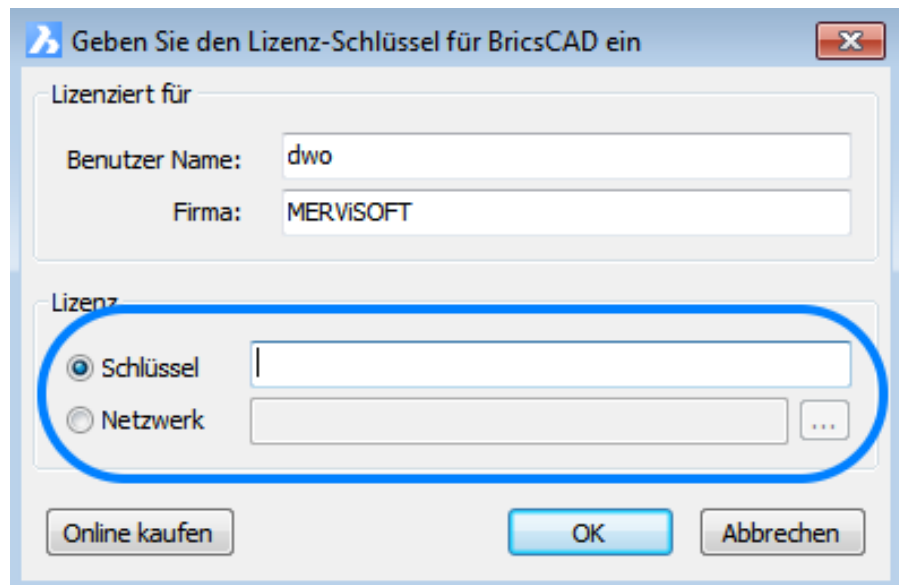 Geben Sie den Lizenz-Schlüssel für BricsCAD ein
Lizenziert für
Benutzer Name: dwo
Firma: MERViSOFT
Lizenz
Schlüssel
Netzwerk ...
Online kaufen OK Abbrechen